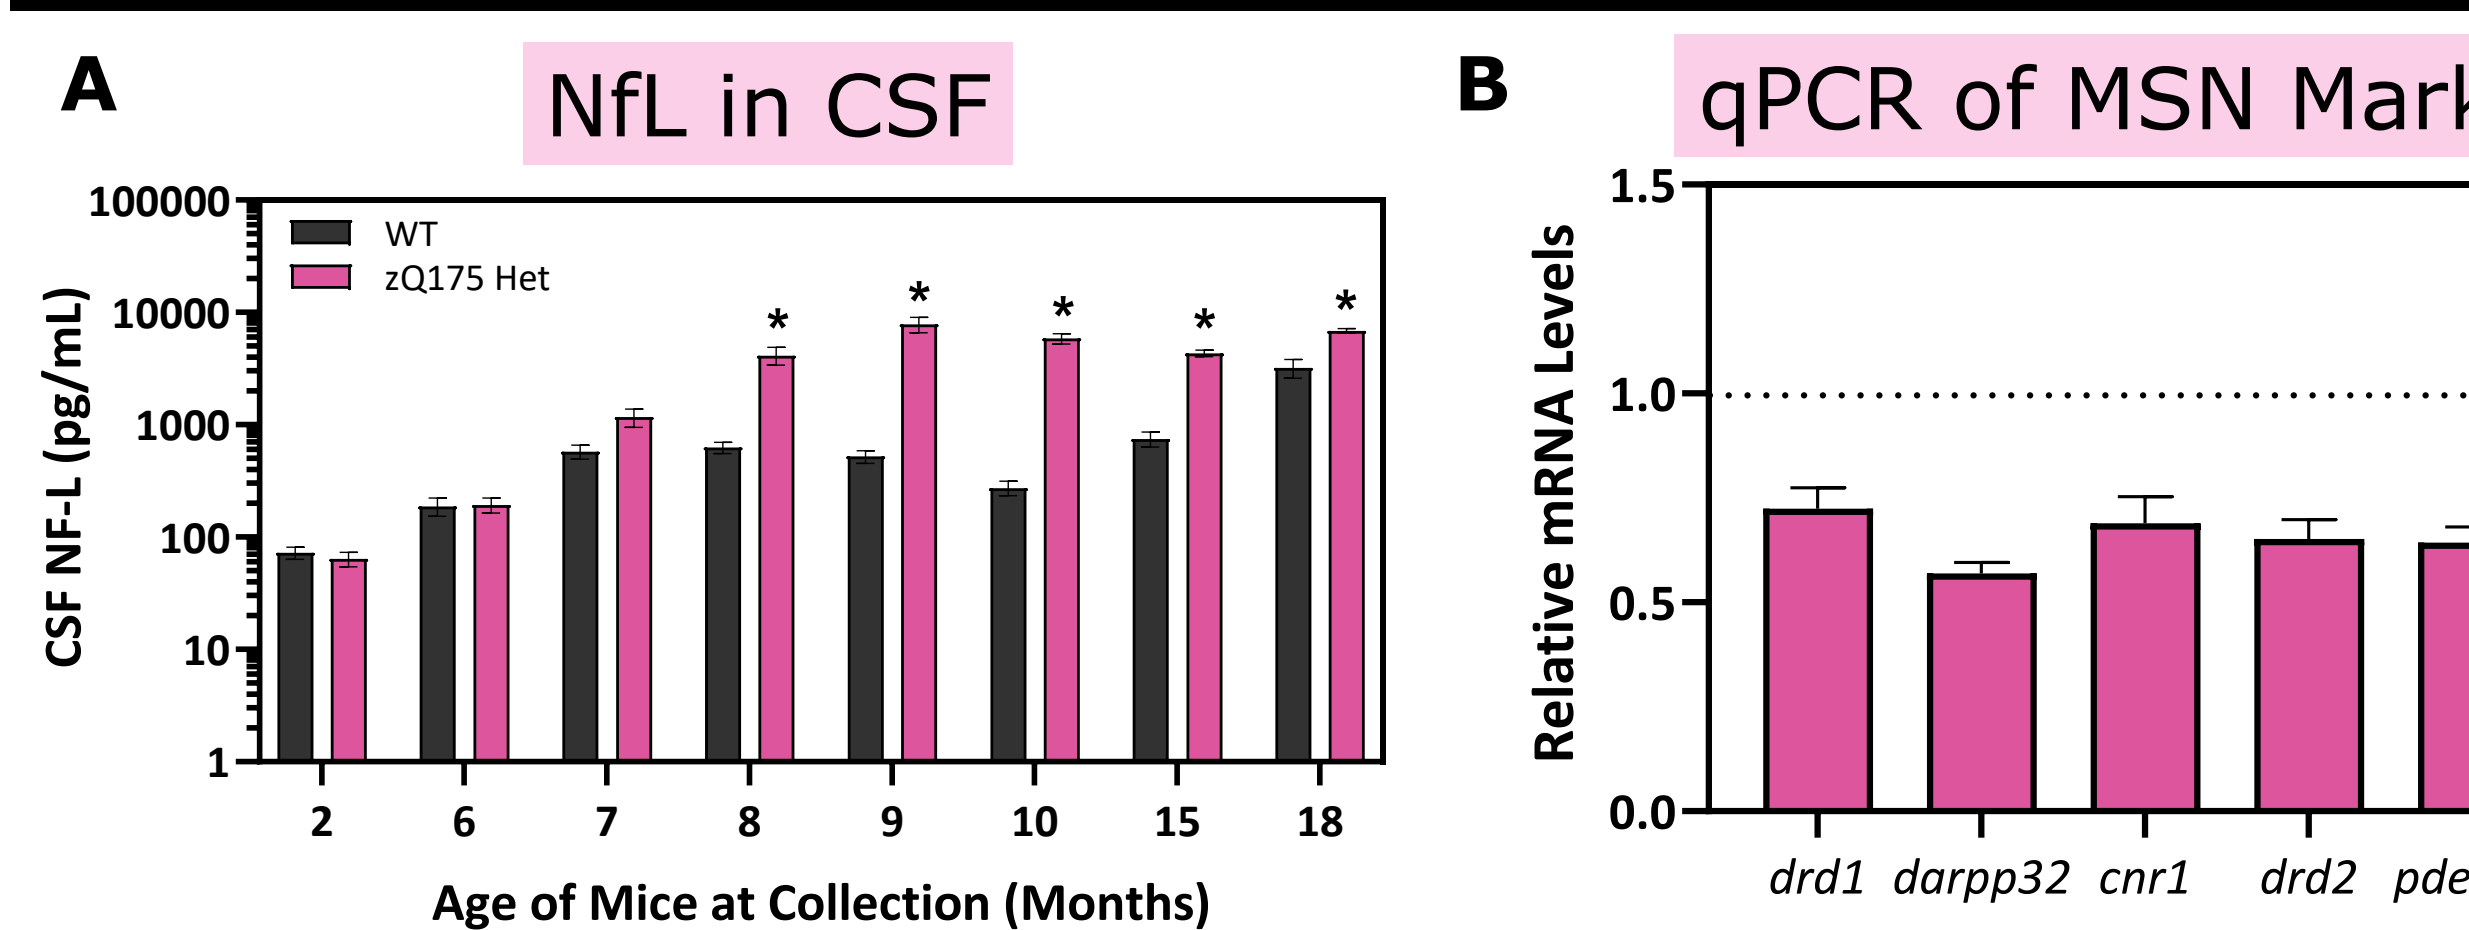 A
NfL in CSF
100000
10000
1000
100
10
1
CSF NF-L (pg/mL)
WT
zQ175 Het
*
*
*
*
*
2 6 7 8 9 10 15 18
Age of Mice at Collection (Months)
B
qPCR of MSN Mark
1.5
1.0
0.5
0.0
Relative mRNA Levels
drd1 darpp32 cnr1 drd2 pde